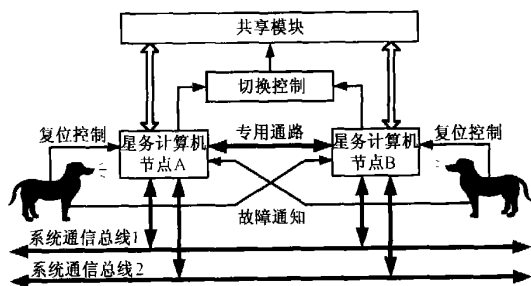 共享模块
切换控制
复位控制
星务计算机
节点A
专用通路
星务计算机
节点B
复位控制
故障通知
系统通信总线1
系统通信总线2